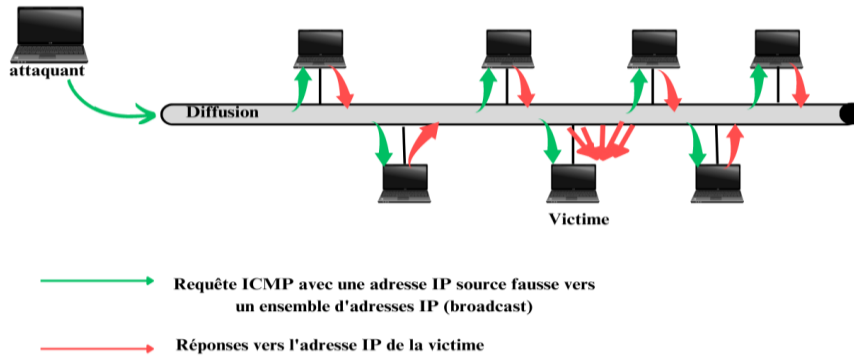 attaquant
Diffusion
Victime
Requête ICMP avec une adresse IP source fausse vers
un ensemble d'adresses IP (broadcast)
Réponses vers l'adresse IP de la victime